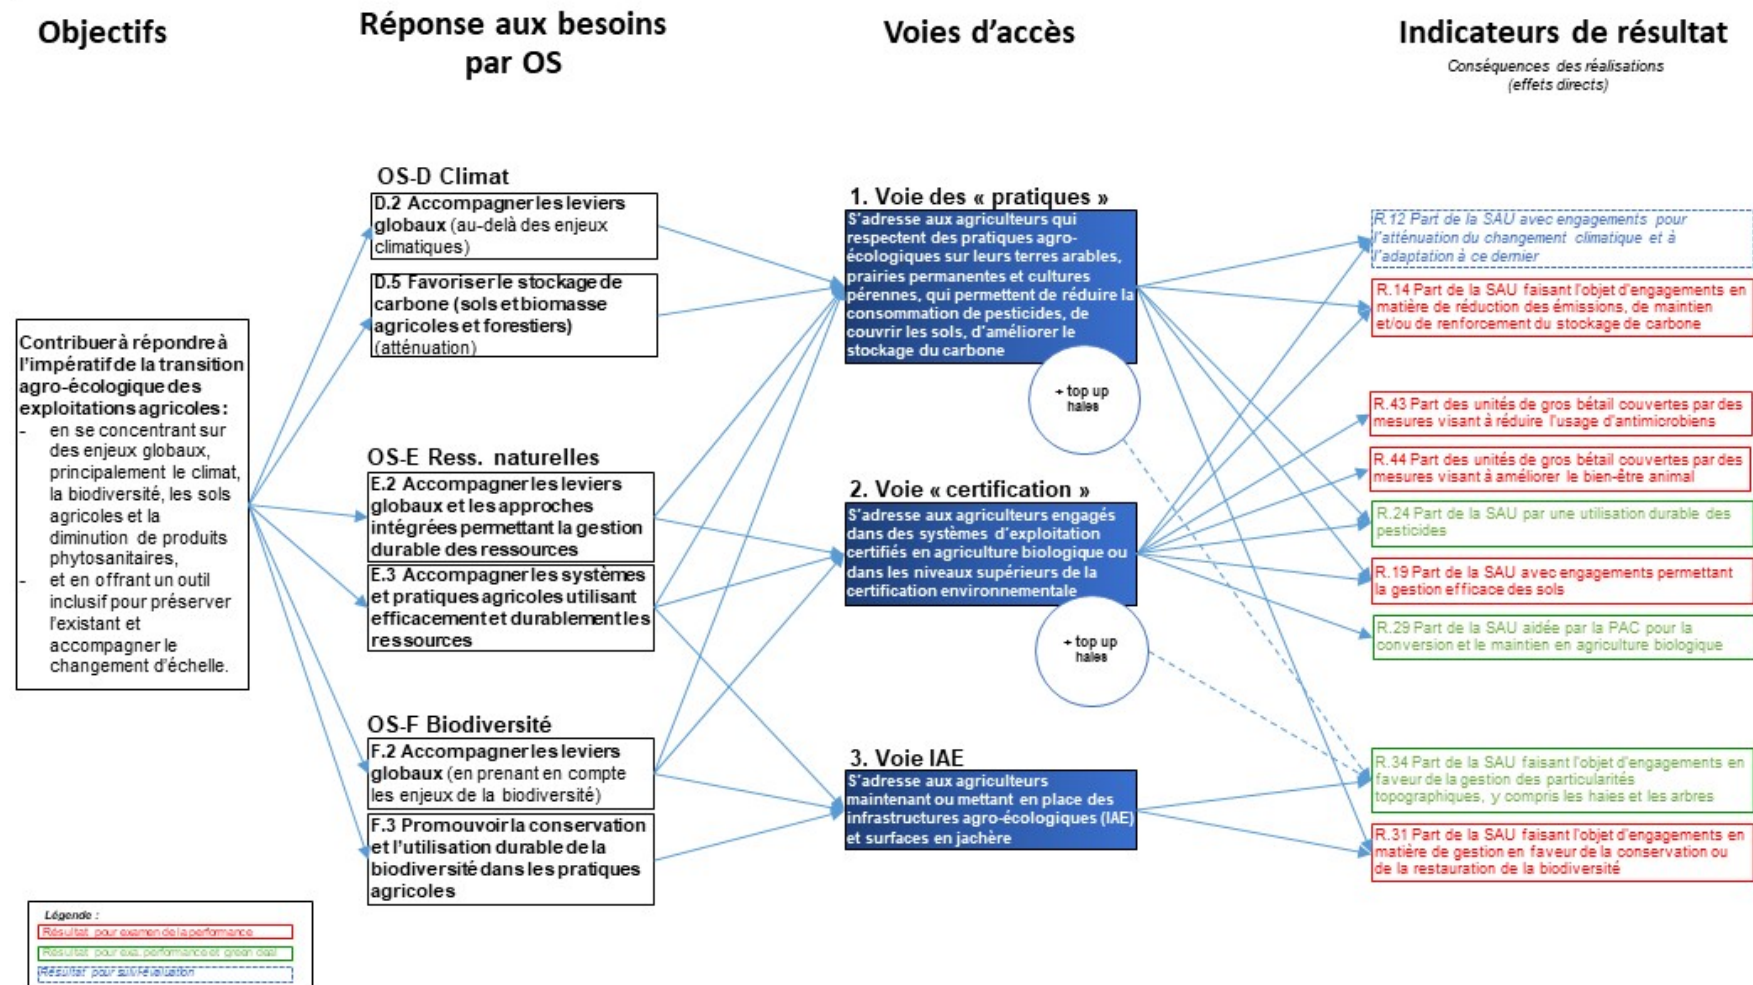 Objectifs
Réponse aux besoins
par OS
Voies d'accès
Indicateurs de résultat
Conséquences des réalisations
(effets directs)
Contribuer à répondre à
l'impératif de la transition
agro-écologique des
exploitations agricoles :
- en se concentrant sur
des enjeux globaux,
principalement le climat,
la biodiversité, les sols
agricoles et la
diminution de produits
phytosanitaires,
- et en offrant un outil
inclusif pour préserver
l'existant et
accompagner le
changement d'échelle.
OS-D Climat
D.2 Accompagner les leviers
globaux (au-delà des enjeux
climatiques)
D.5 Favoriser le stockage de
carbone (sols et biomasse
agricoles et forestiers)
(atténuation)
OS-E Ress. naturelles
E.2 Accompagner les leviers
globaux et les approches
intégrées permettant la gestion
durable des ressources
E.3 Accompagner les systèmes
et pratiques agricoles utilisant
efficacement et durablement les
ressources
OS-F Biodiversité
F.2 Accompagner les leviers
globaux (en prenant en compte
les enjeux de la biodiversité)
F.3 Promouvoir la conservation
et l'utilisation durable de la
biodiversité dans les pratiques
agricoles
1. Voie des « pratiques »
S'adresse aux agriculteurs qui
respectent des pratiques agro-
écologiques sur leurs terres arables,
prairies permanentes et cultures
pérennes, qui permettent de réduire la
consommation de pesticides, de
couvrir les sols, d'améliorer le
stockage du carbone
+ top up
haies
2. Voie « certification »
S'adresse aux agriculteurs engagés
dans des systèmes d'exploitation
certifiés en agriculture biologique ou
dans les niveaux supérieurs de la
certification environnementale
+ top up
haies
3. Voie IAE
S'adresse aux agriculteurs
maintenant ou mettant en place des
infrastructures agro-écologiques (IAE)
et surfaces en jachère
R.12 Part de la SAU avec engagements pour
l'atténuation du changement climatique et à
l'adaptation à ce dernier
R.14 Part de la SAU faisant l'objet d'engagements en
matière de réduction des émissions, de maintien
et/ou de renforcement du stockage de carbone
R.43 Part des unités de gros bétail couvertes par des
mesures visant à réduire l'usage d'antimicrobiens
R.44 Part des unités de gros bétail couvertes par des
mesures visant à améliorer le bien-être animal
R.24 Part de la SAU par une utilisation durable des
pesticides
R.19 Part de la SAU avec engagements permettant
la gestion efficace des sols
R.29 Part de la SAU aidée par la PAC pour la
conversion et le maintien en agriculture biologique
R.34 Part de la SAU faisant l'objet d'engagements en
faveur de la gestion des particularités
topographiques, y compris les haies et les arbres
R.31 Part de la SAU faisant l'objet d'engagements en
matière de gestion en faveur de la conservation ou
de la restauration de la biodiversité
Légende :
Résultat pour examen de la performance
Résultat pour exa. performance et green deal
Résultat pour suivi-évaluation